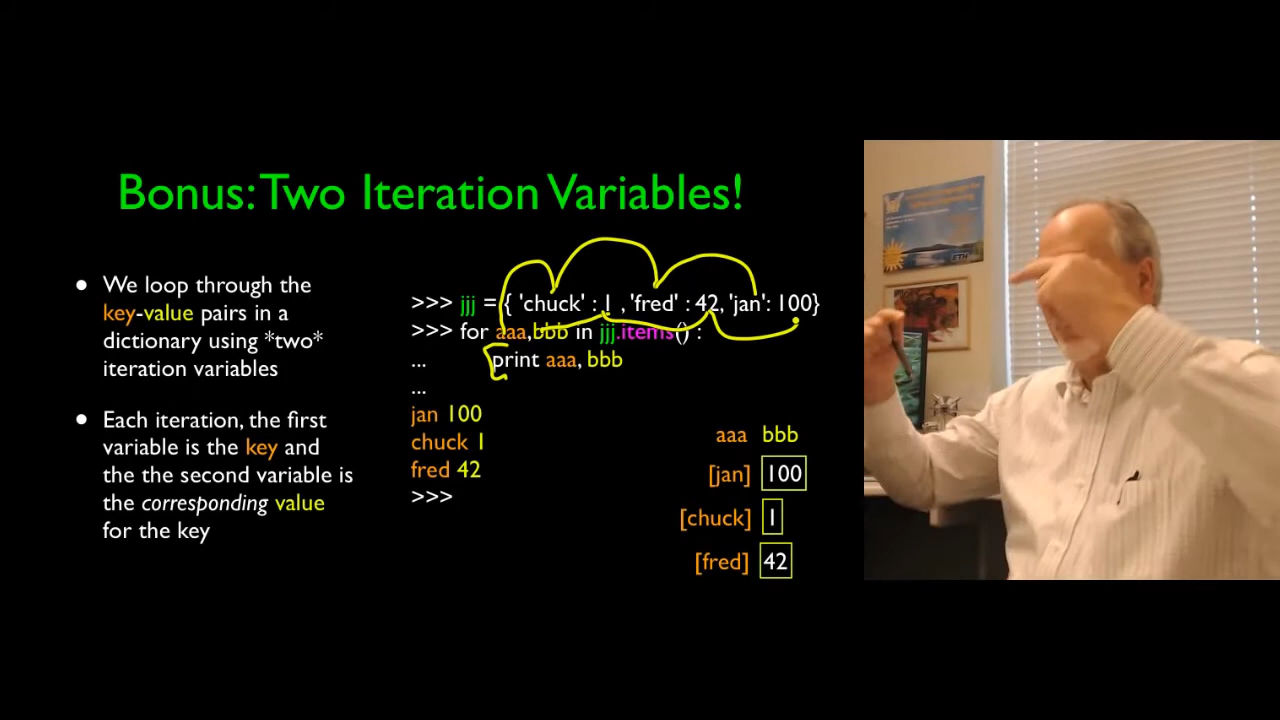 Bonus: Two Iteration Variables!
• We loop through the
key-value pairs in a
dictionary using *two*
iteration variables
• Each iteration, the first
variable is the key and
the the second variable is
the corresponding value
for the key
>>> jjj = { 'chuck' : 1 , 'fred' : 42, 'jan': 100}
>>> for aaa,bbb in jjj.items() :
... print aaa, bbb
...
jan 100
chuck 1
fred 42
>>>
aaa bbb
[jan] 100
[chuck] 1
[fred] 42
ETH